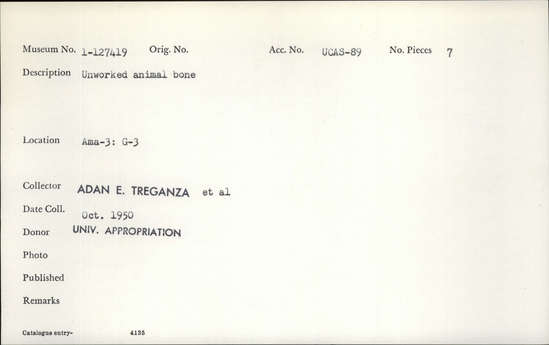 Museum No. 1-127419 Orig. No. Acc. No. UCAS-89 No. Pieces 7
Description Unworked animal bone
Location Ama-3: G-3
Collector ADAN E. TREGANZA et al
Date Coll. Oct. 1950
Donor UNIV. APPROPRIATION
Photo
Published
Remarks
Catalogue entry- 4135